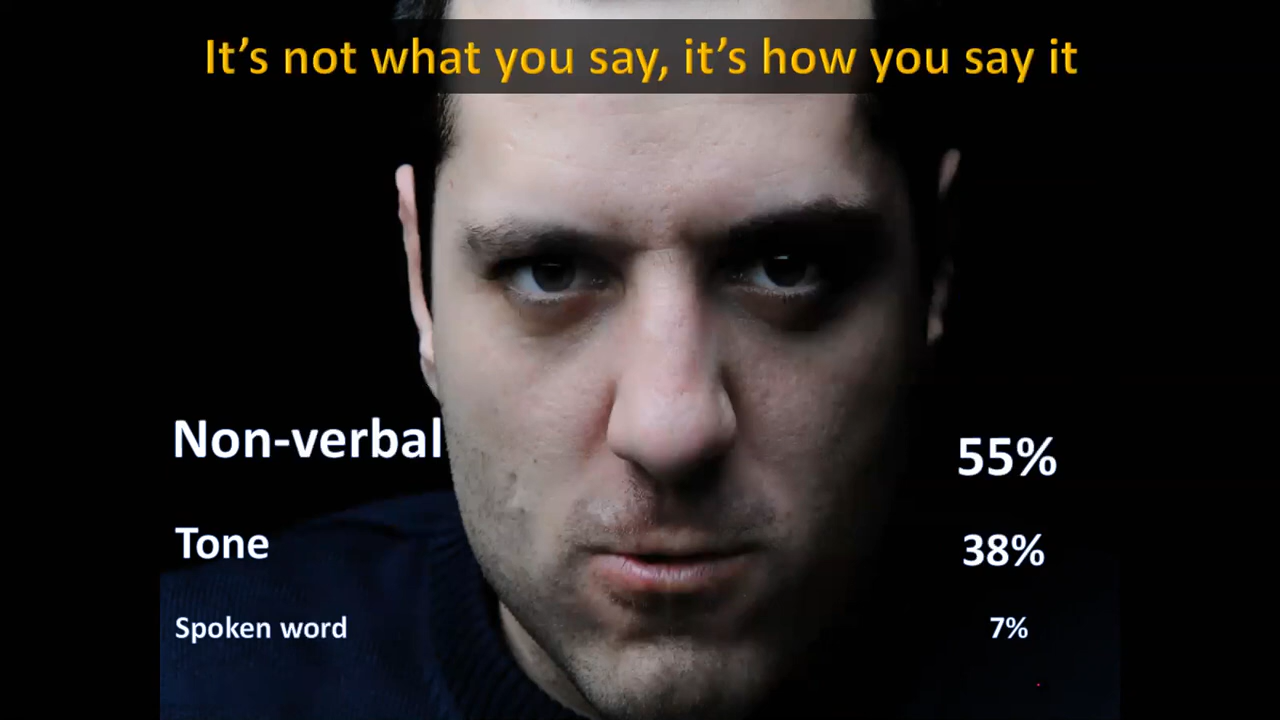 It’s not what you say, it’s how you say it
Non-verbal 55%
Tone 38%
Spoken word 7%